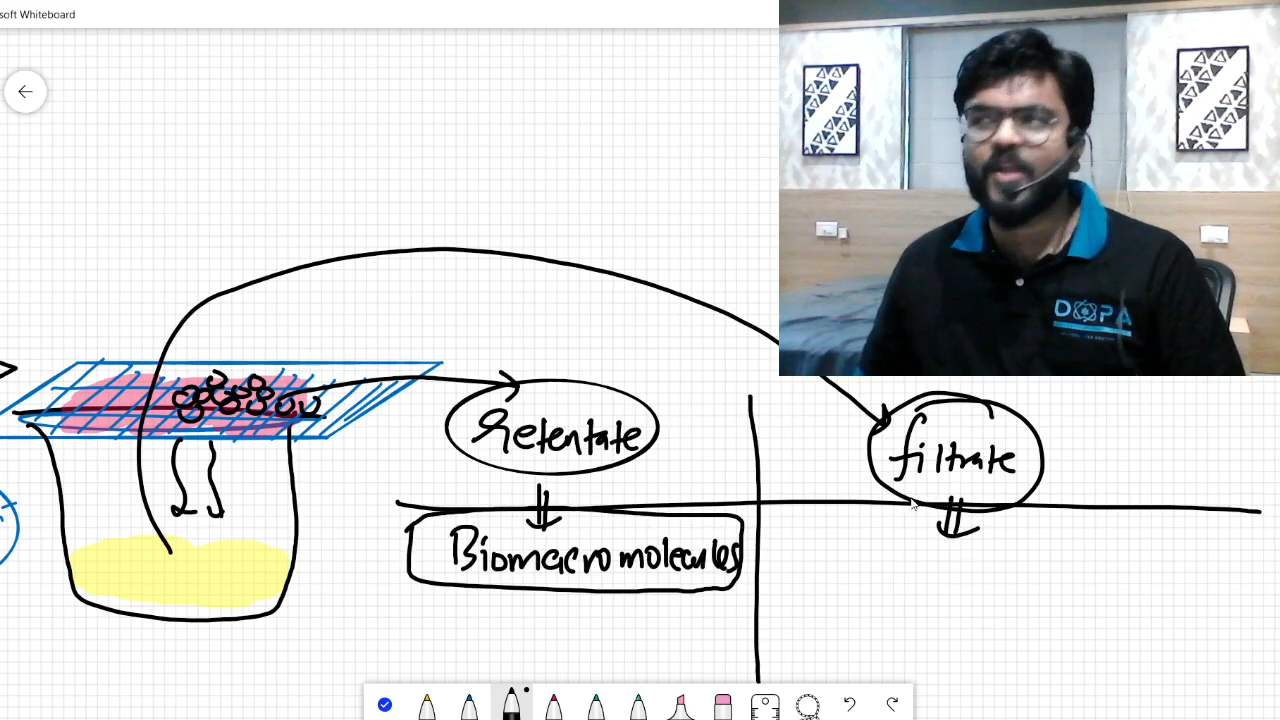 soft Whiteboard
DOPA
Retentate
filtrate
Biomacromolecules